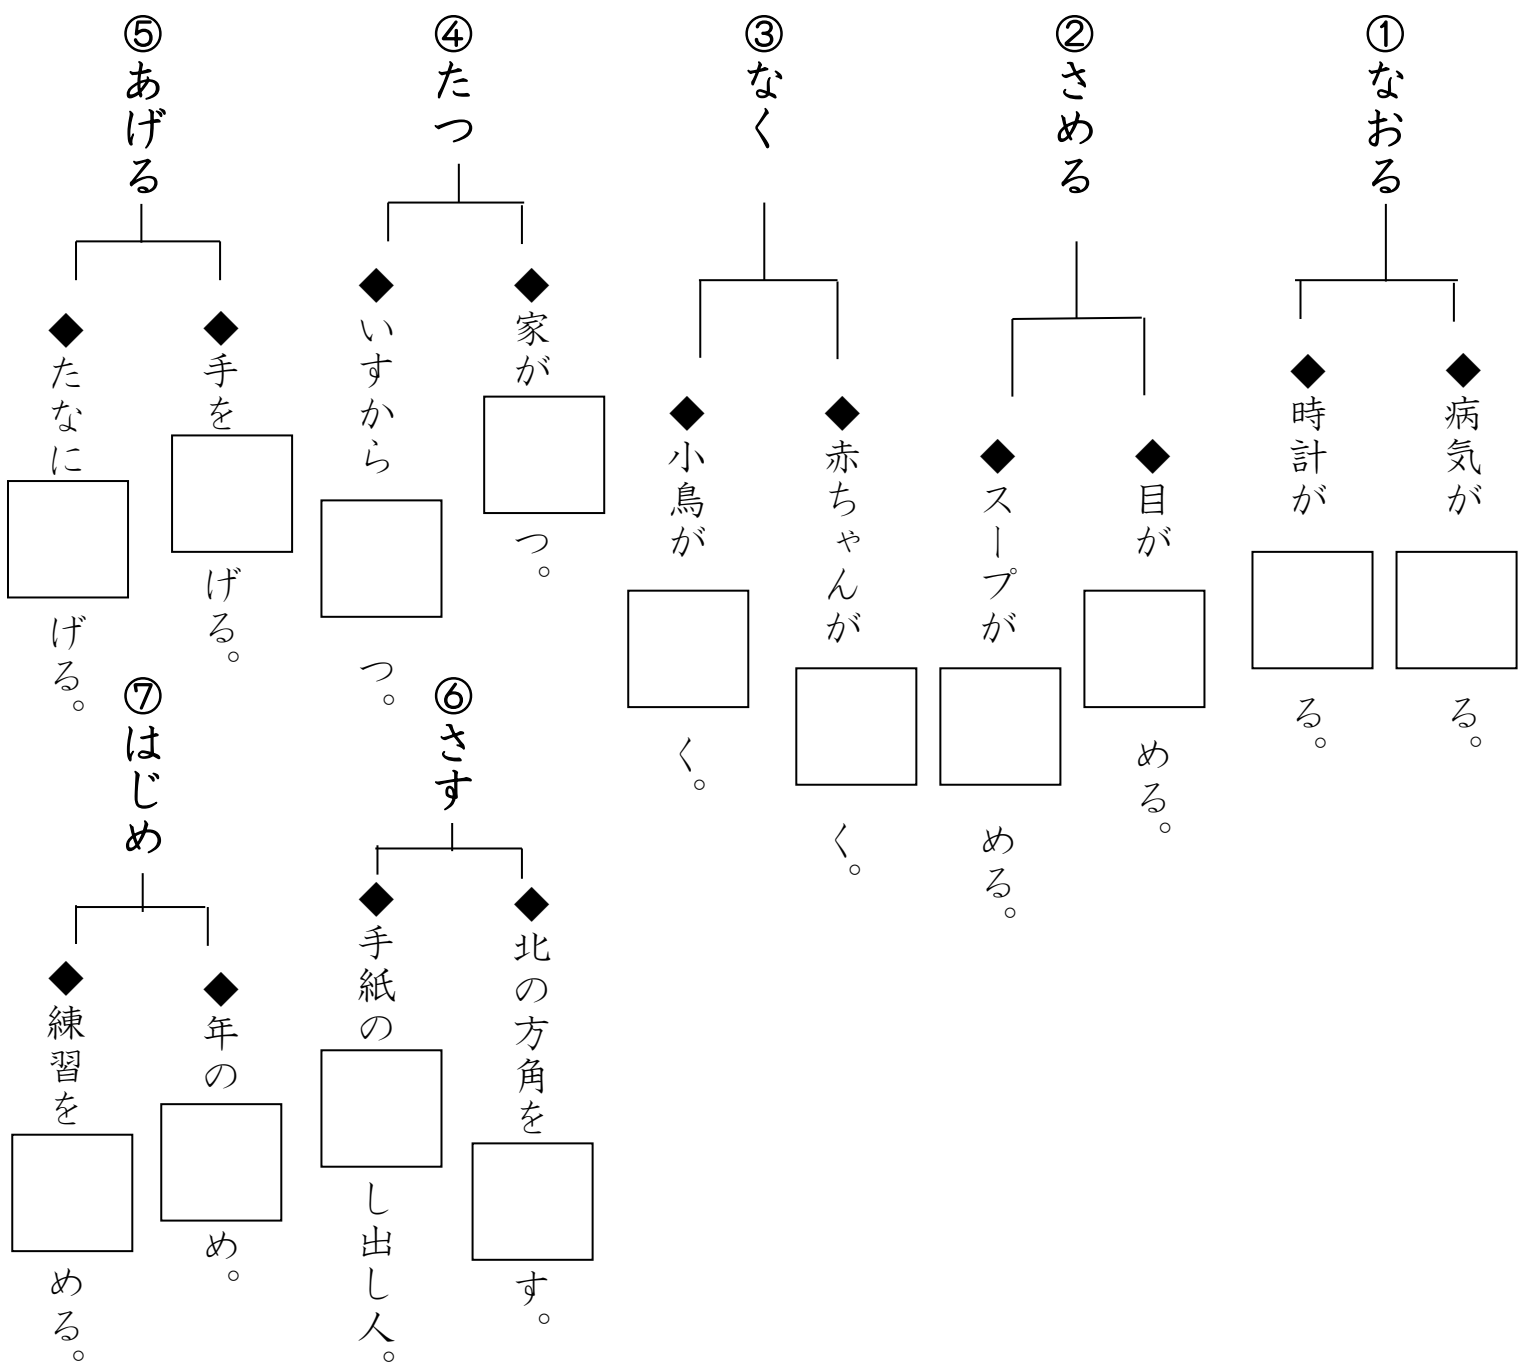 ①なおる
◆病気が
る。
◆時計が
る。
②さめる
◆目が
める。
◆スープが
める。
③なく
◆赤ちゃんが
く。
◆小鳥が
く。
④たつ
◆家が
つ。
◆いすから
つ。
⑤あげる
◆手を
げる。
◆たなに
げる。
⑥さす
◆北の方角を
す。
◆手紙の
し出し人。
⑦はじめ
◆年の
め。
◆練習を
める。